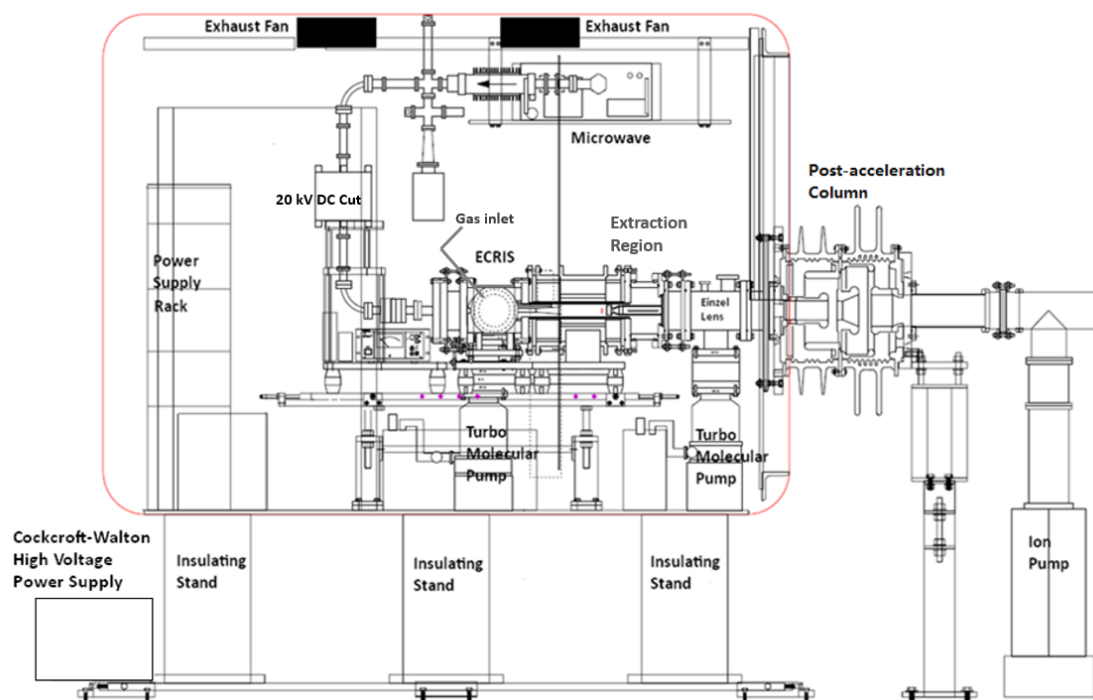 Exhaust Fan
Exhaust Fan
Microwave
Post-acceleration
Column
20 kV DC Cut
Gas inlet
Extraction
Region
ECRIS
Power
Supply
Rack
Einzel
Lens
Turbo
Molecular
Pump
Turbo
Molecular
Pump
Cockcroft-Walton
High Voltage
Power Supply
Insulating
Stand
Insulating
Stand
Insulating
Stand
Ion
Pump